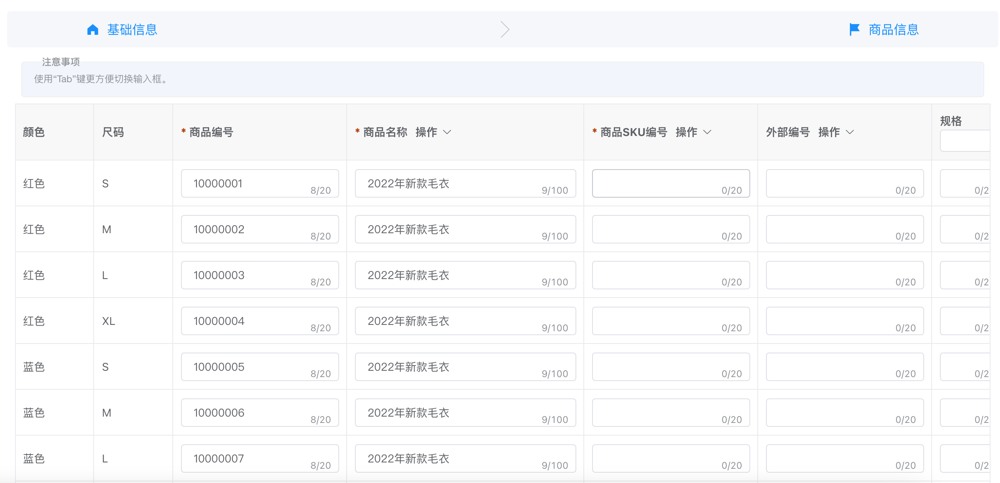 基础信息
商品信息
注意事项
使用“Tab”键更方便切换输入框。
颜色 尺码 * 商品编号 * 商品名称 操作 * 商品SKU编号 操作 外部编号 操作 规格
红色 S 10000001 8/20 2022年新款毛衣 9/100 0/20 0/20 0/2
红色 M 10000002 8/20 2022年新款毛衣 9/100 0/20 0/20 0/2
红色 L 10000003 8/20 2022年新款毛衣 9/100 0/20 0/20 0/2
红色 XL 10000004 8/20 2022年新款毛衣 9/100 0/20 0/20 0/2
蓝色 S 10000005 8/20 2022年新款毛衣 9/100 0/20 0/20 0/2
蓝色 M 10000006 8/20 2022年新款毛衣 9/100 0/20 0/20 0/2
蓝色 L 10000007 8/20 2022年新款毛衣 9/100 0/20 0/20 0/2